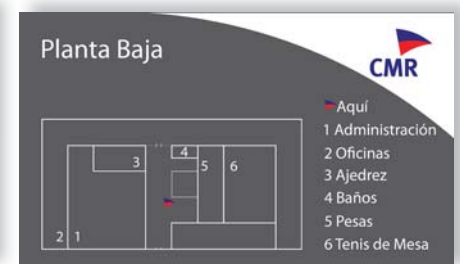 Planta Baja
CMR
Aquí
1 Administración
2 Oficinas
3 Ajedrez
4 Baños
5 Pesas
6 Tenis de Mesa
3
4
5
6
2
1